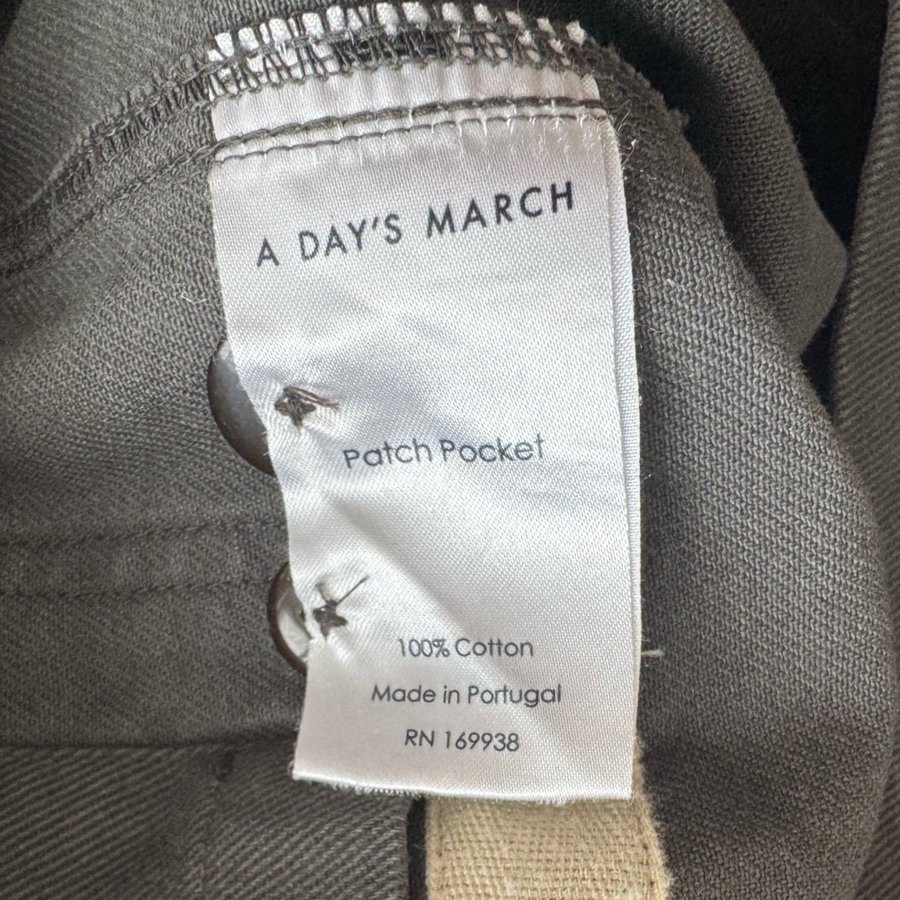 A DAY'S MARCH
Patch Pocket
100% Cotton
Made in Portugal
RN 169938